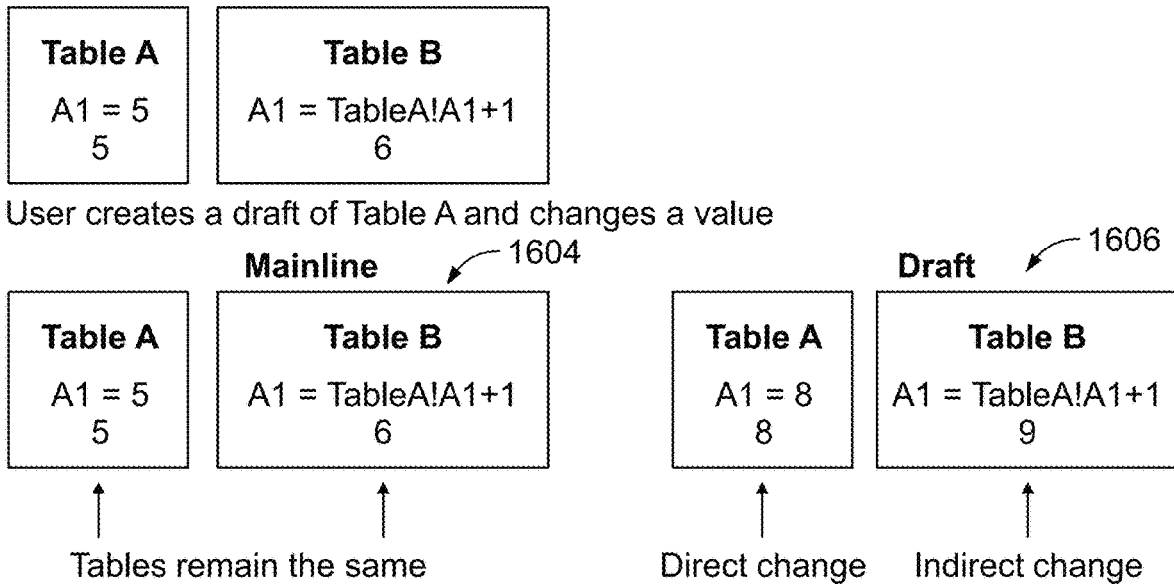 Table A Table B
A1 = 5 A1 = TableA!A1+1
5 6
User creates a draft of Table A and changes a value
Mainline 1604 Draft 1606
Table A Table B Table A Table B
A1 = 5 A1 = TableA!A1+1 A1 = 8 A1 = TableA!A1+1
5 6 8 9
Tables remain the same Direct change Indirect change